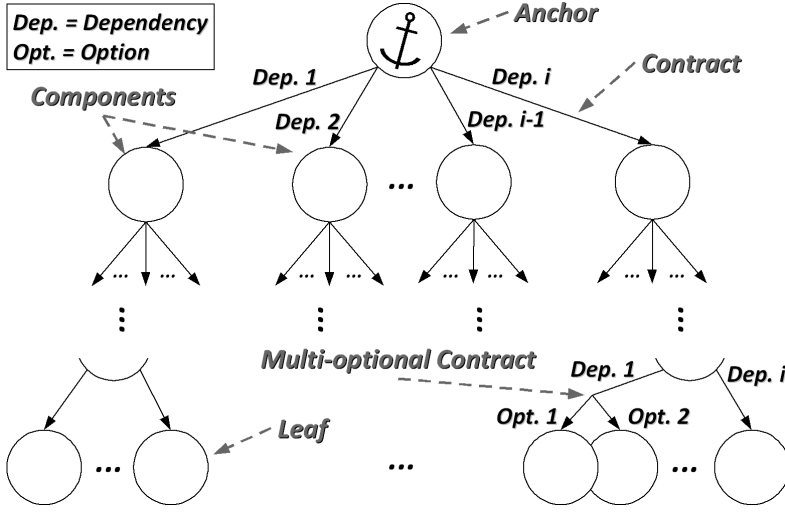 Dep. = Dependency
Opt. = Option
Anchor
Dep. 1
Dep. i
Contract
Components
Dep. 2
Dep. i-1
...
... ... ... ... ... ... ... ...
Multi-optional Contract
Dep. 1
Dep. i
Opt. 1
Opt. 2
Leaf
... ... ...